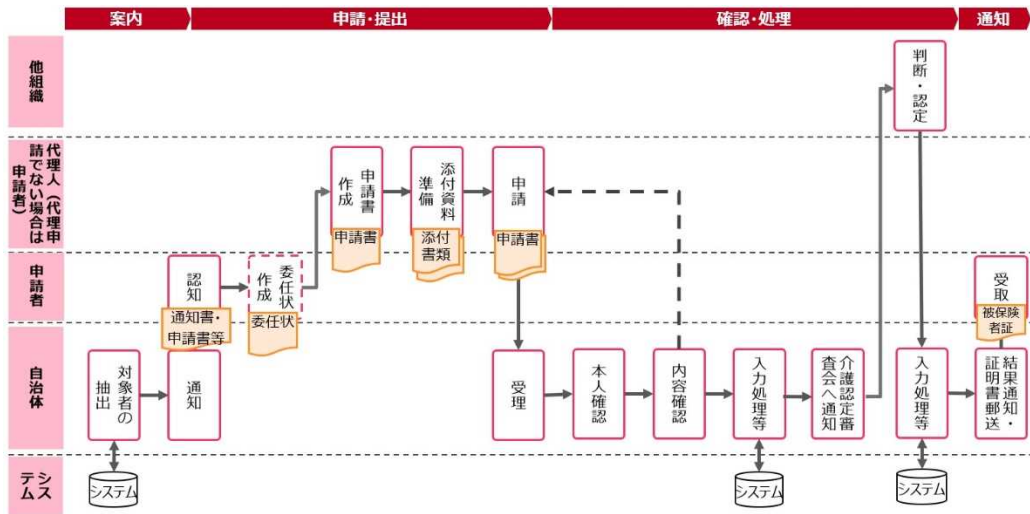 案内
申請・提出
確認・処理
通知
他組織
判断・認定
代理人（代理申
請でない場合は
申請者）
申請書
作成
申請書
添付資料
準備
添付
書類
申請
申請書
申請者
認知
通知書・
申請書等
委任状
作成
委任状
受取
被保険
者証
自治体
対象者の
抽出
通知
受理
本人確認
内容確認
入力処理等
介護認定審
査会へ通知
入力処理等
結果通知・
証明書郵送
シス
テム
システム
システム
システム